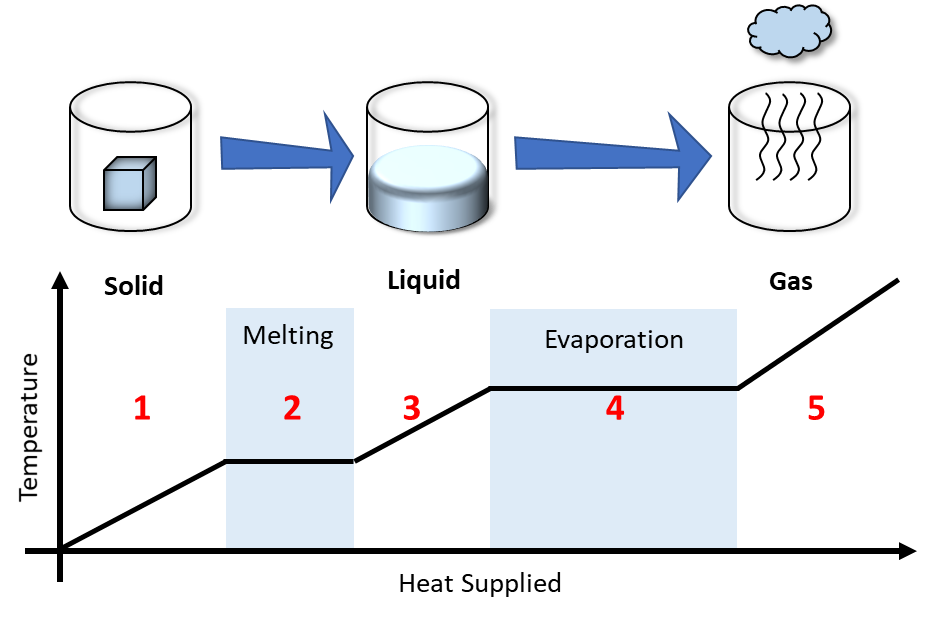 Solid
Liquid
Gas
Melting
Evaporation
1
2
3
4
5
Temperature
Heat Supplied